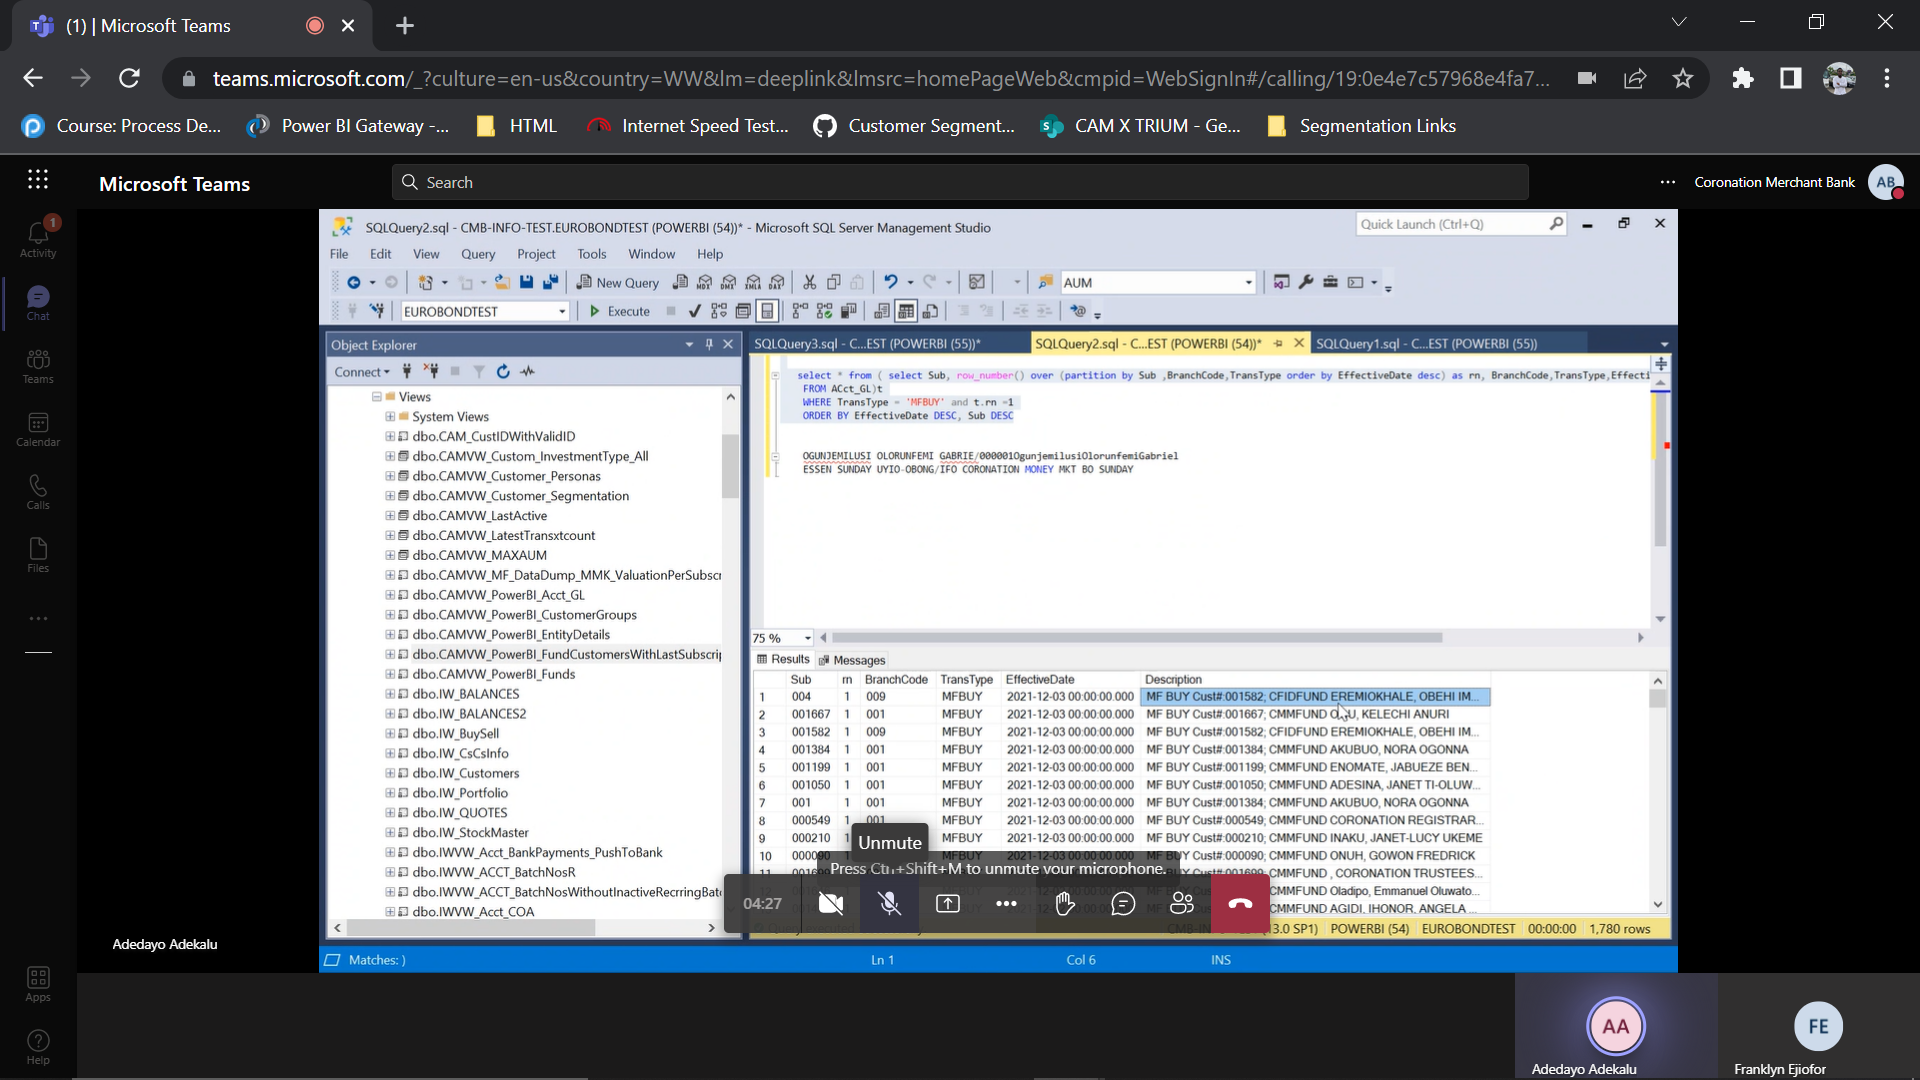 (1) | Microsoft Teams
teams.microsoft.com/_?culture=en-us&country=WW&lm=deeplink&lmsrc=homePageWeb&cmpid=WebSignIn#/calling/19:0e4e7c57968e4fa7...
Course: Process De...
Power BI Gateway -...
HTML
Internet Speed Test...
Customer Segment...
CAM X TRIUM - Ge...
Segmentation Links
Microsoft Teams
Search
Coronation Merchant Bank
AB
1
Activity
Chat
Teams
Calendar
Calls
Files
Apps
Help
SQLQuery2.sql - CMB-INFO-TEST.EUROBONDTEST (POWERBI (54))* - Microsoft SQL Server Management Studio
Quick Launch (Ctrl+Q)
File Edit View Query Project Tools Window Help
New Query
AUM
EUROBONDTEST
Execute
Object Explorer
Connect
Views
System Views
dbo.CAM_CustIDWithValidID
dbo.CAMVW_Custom_InvestmentType_All
dbo.CAMVW_Customer_Personas
dbo.CAMVW_Customer_Segmentation
dbo.CAMVW_LastActive
dbo.CAMVW_LatestTransxtcount
dbo.CAMVW_MAXAUM
dbo.CAMVW_MF_DataDump_MMK_ValuationPerSubscr
dbo.CAMVW_PowerBI_Acct_GL
dbo.CAMVW_PowerBI_CustomerGroups
dbo.CAMVW_PowerBI_EntityDetails
dbo.CAMVW_PowerBI_FundCustomersWithLastSubscrip
dbo.CAMVW_PowerBI_Funds
dbo.IW_BALANCES
dbo.IW_BALANCES2
dbo.IW_BuySell
dbo.IW_CsCsInfo
dbo.IW_Customers
dbo.IW_Portfolio
dbo.IW_QUOTES
dbo.IW_StockMaster
dbo.IWVW_Acct_BankPayments_PushToBank
dbo.IWVW_ACCT_BatchNosR
dbo.IWVW_ACCT_BatchNosWithoutInactiveRecrringBat
dbo.IWVW_Acct_COA
SQLQuery3.sql - C...EST (POWERBI (55))*
SQLQuery2.sql - C...EST (POWERBI (54))*
SQLQuery1.sql - C...EST (POWERBI (55))
select * from ( select Sub, row_number() over (partition by Sub ,BranchCode,TransType order by EffectiveDate desc) as rn, BranchCode,TransType,Effecti
FROM ACct_GL)t
WHERE TransType = 'MFBUY' and t.rn =1
ORDER BY EffectiveDate DESC, Sub DESC
OGUNJEMILUSI OLORUNFEMI GABRIE/000001OgunjemilusiOlorunfemiGabriel
ESSEN SUNDAY UYIO-OBONG/IFO CORONATION MONEY MKT BO SUNDAY
75 %
Results Messages
Sub rn BranchCode TransType EffectiveDate Description
1 004 1 009 MFBUY 2021-12-03 00:00:00.000 MF BUY Cust#:001582; CFIDFUND EREMIOKHALE, OBEHI IM...
2 001667 1 001 MFBUY 2021-12-03 00:00:00.000 MF BUY Cust#:001667; CMMFUND KELECHI ANURI
3 001582 1 009 MFBUY 2021-12-03 00:00:00.000 MF BUY Cust#:001582; CFIDFUND EREMIOKHALE, OBEHI IM...
4 001384 1 001 MFBUY 2021-12-03 00:00:00.000 MF BUY Cust#:001384; CMMFUND AKUBUO, NORA OGONNA
5 001199 1 001 MFBUY 2021-12-03 00:00:00.000 MF BUY Cust#:001199; CMMFUND ENOMATE, JABUEZE BEN...
6 001050 1 001 MFBUY 2021-12-03 00:00:00.000 MF BUY Cust#:001050; CMMFUND ADESINA, JANET TI-OLUW...
7 001 1 001 MFBUY 2021-12-03 00:00:00.000 MF BUY Cust#:001384; CMMFUND AKUBUO, NORA OGONNA
8 000549 1 001 MFBUY 2021-12-03 00:00:00.000 MF BUY Cust#:000549; CMMFUND CORONATION REGISTRAR...
9 000210 1 MFBUY 2021-12-03 00:00:00.000 MF BUY Cust#:000210; CMMFUND INAKU, JANET-LUCY UKEME
10 000090 MFBUY 2021-12-03 00:00:00.000 MF BUY Cust#:000090; CMMFUND ONUH, GOWON FREDRICK
CMMFUND , CORONATION TRUSTEES...
CMMFUND Oladipo, Emmanuel Oluwato...
CMMFUND AGIDI, IHONOR, ANGELA ...
Unmute
Press Ctrl+Shift+M to unmute your microphone.
04:27
13.0 SP1) POWERBI (54) EUROBONDTEST 00:00:00 1,780 rows
Matches: )
Ln 1
Col 6
INS
Adedayo Adekalu
AA
Adedayo Adekalu
FE
Franklyn Ejiofor